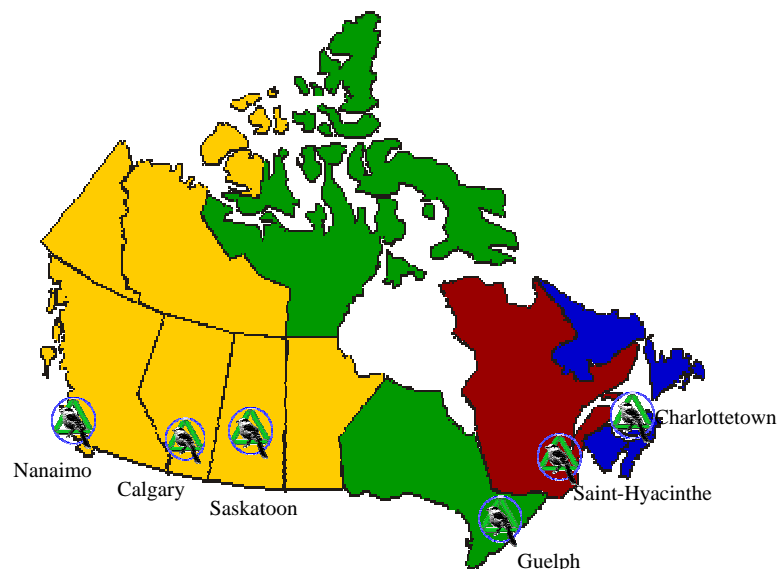 Charlottetown
Nanaimo
Calgary
Saskatoon
Saint-Hyacinthe
Guelph